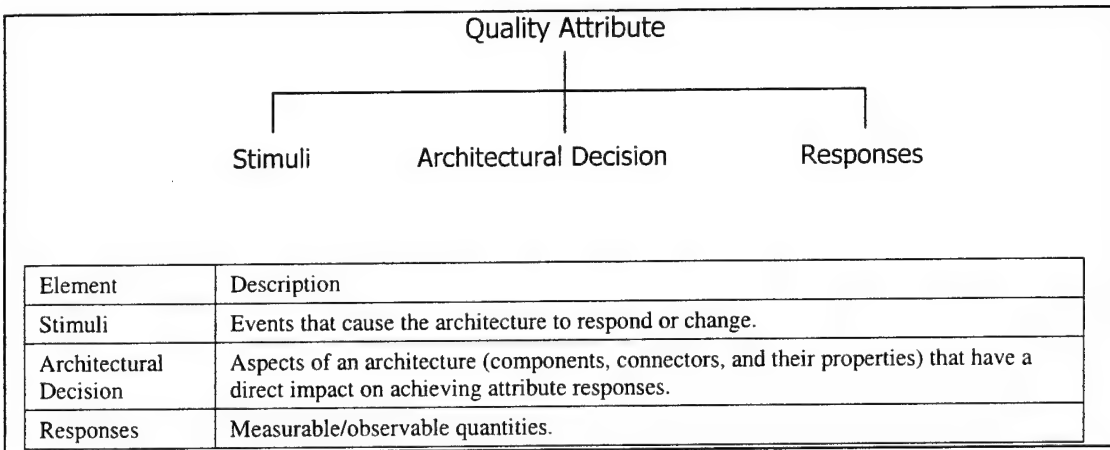 Quality Attribute
Stimuli Architectural Decision Responses
Element Description
Stimuli Events that cause the architecture to respond or change.
Architectural Decision Aspects of an architecture (components, connectors, and their properties) that have a
direct impact on achieving attribute responses.
Responses Measurable/observable quantities.